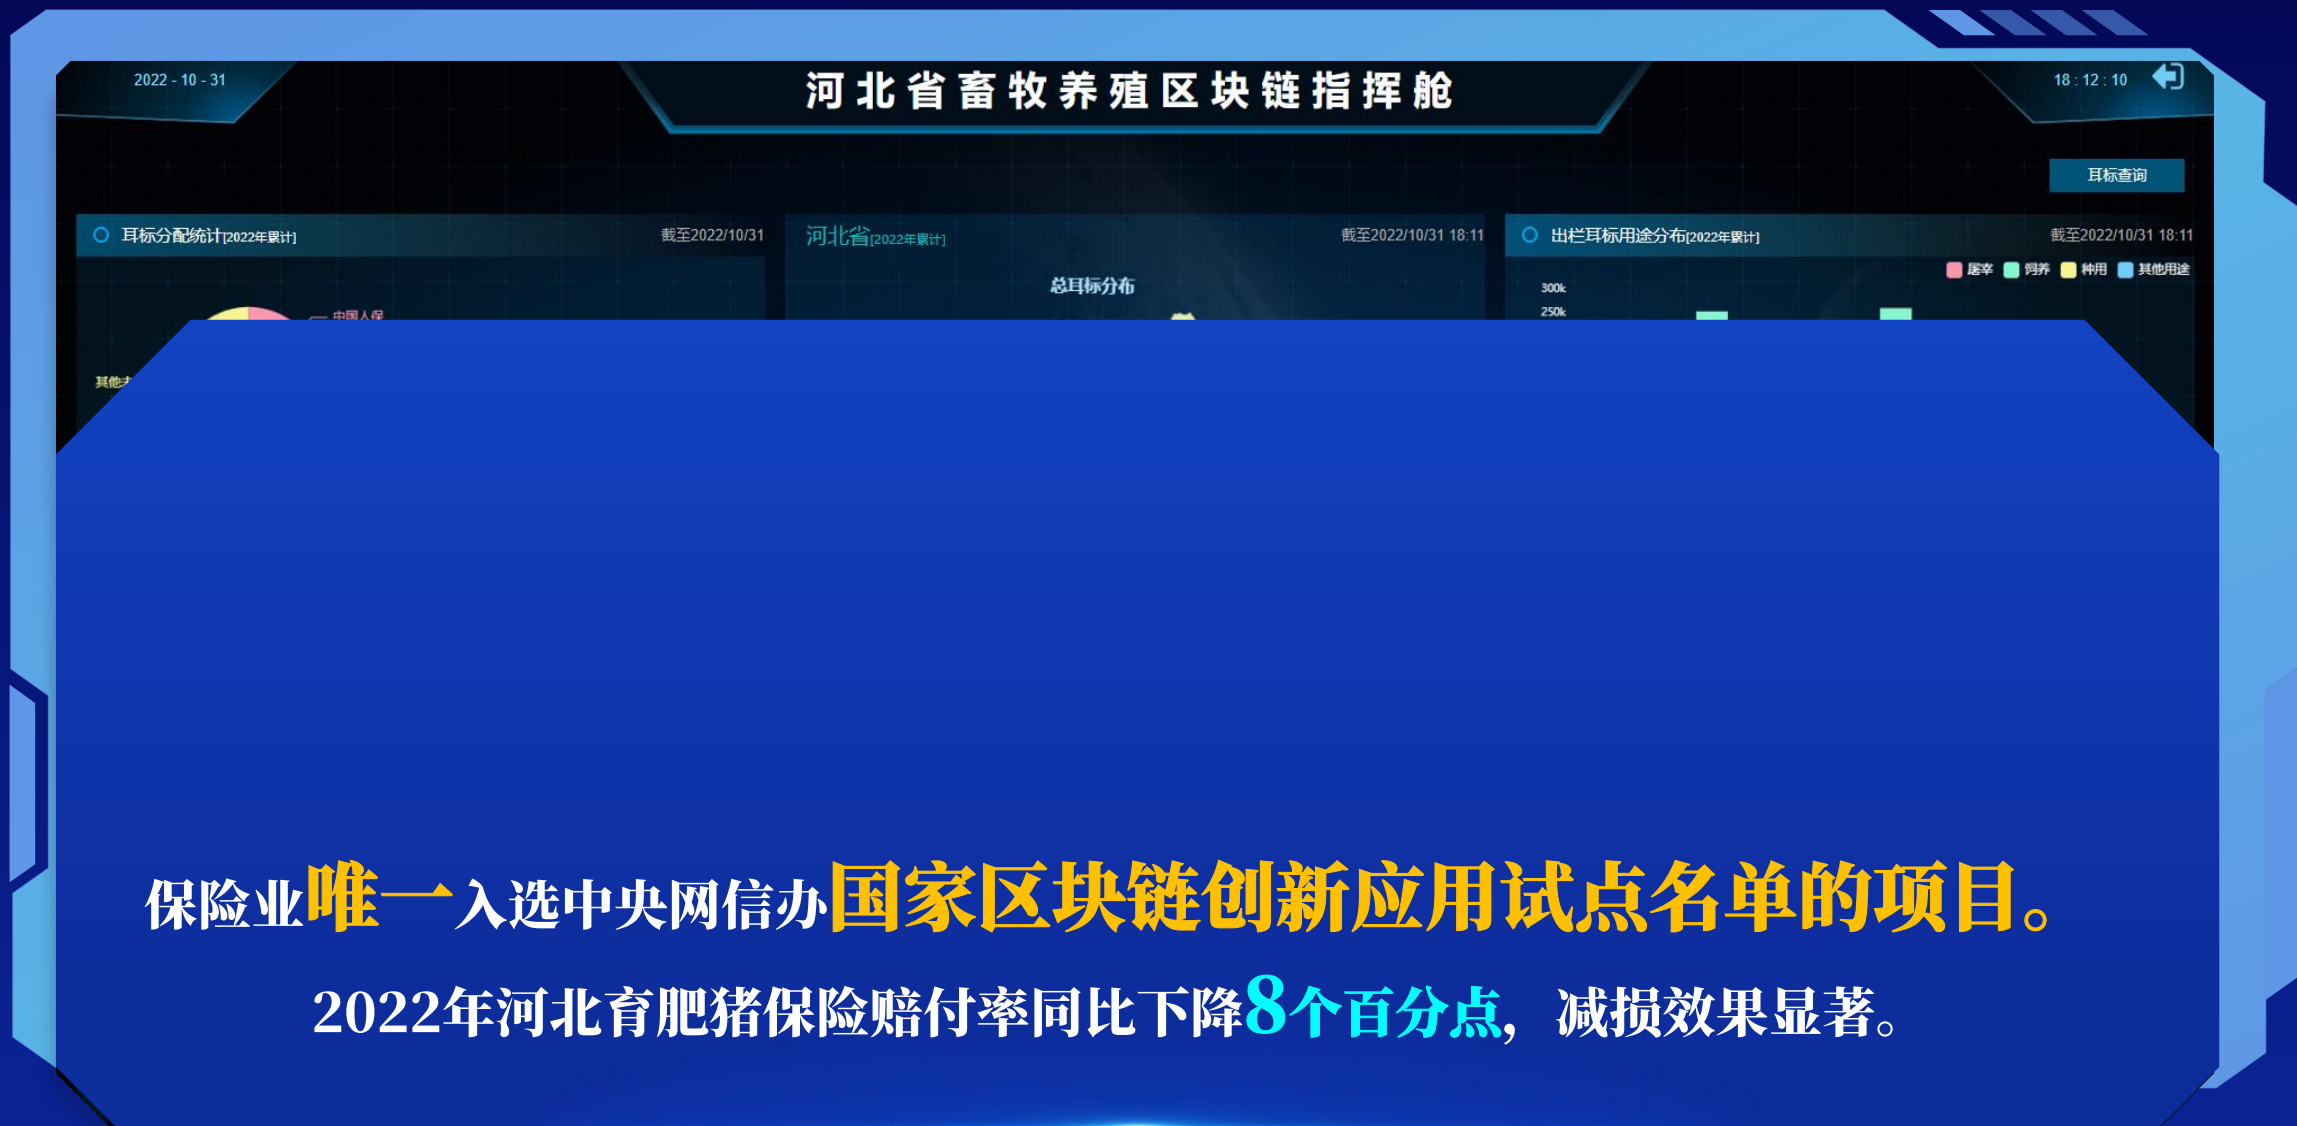 2022 - 10 - 31
河北省畜牧养殖区块链指挥舱
18 : 12 : 10
耳标查询
耳标分配统计[2022年累计]
截至2022/10/31
河北省[2022年累计]
截至2022/10/31 18:11
出栏耳标用途分布[2022年累计]
截至2022/10/31 18:11
屠宰 饲养 种用 其他用途
总耳标分布
300k
250k
中国人保
其他
保险业唯一入选中央网信办国家区块链创新应用试点名单的项目。
2022年河北育肥猪保险赔付率同比下降8个百分点，减损效果显著。